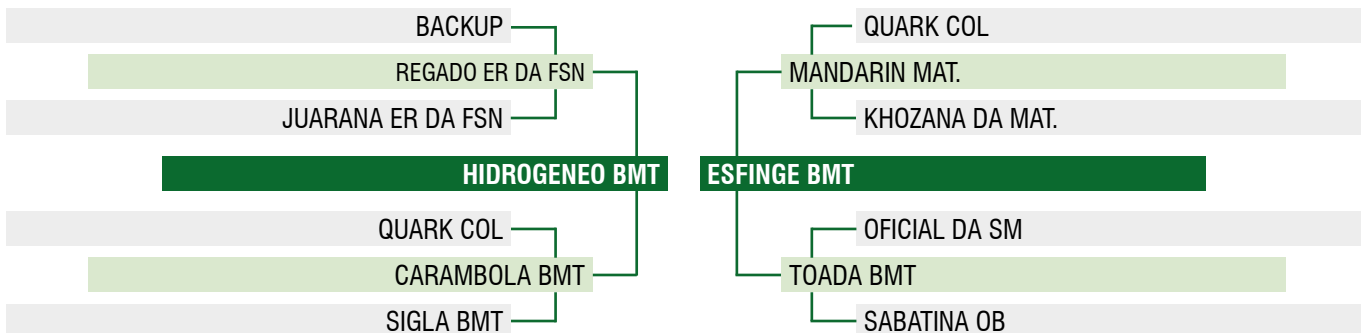 BACKUP
REGADO ER DA FSN
JUARANA ER DA FSN
HIDROGENEO BMT
QUARK COL
CARAMBOLA BMT
SIGLA BMT
QUARK COL
MANDARIN MAT.
KHOZANA DA MAT.
ESFINGE BMT
OFICIAL DA SM
TOADA BMT
SABATINA OB